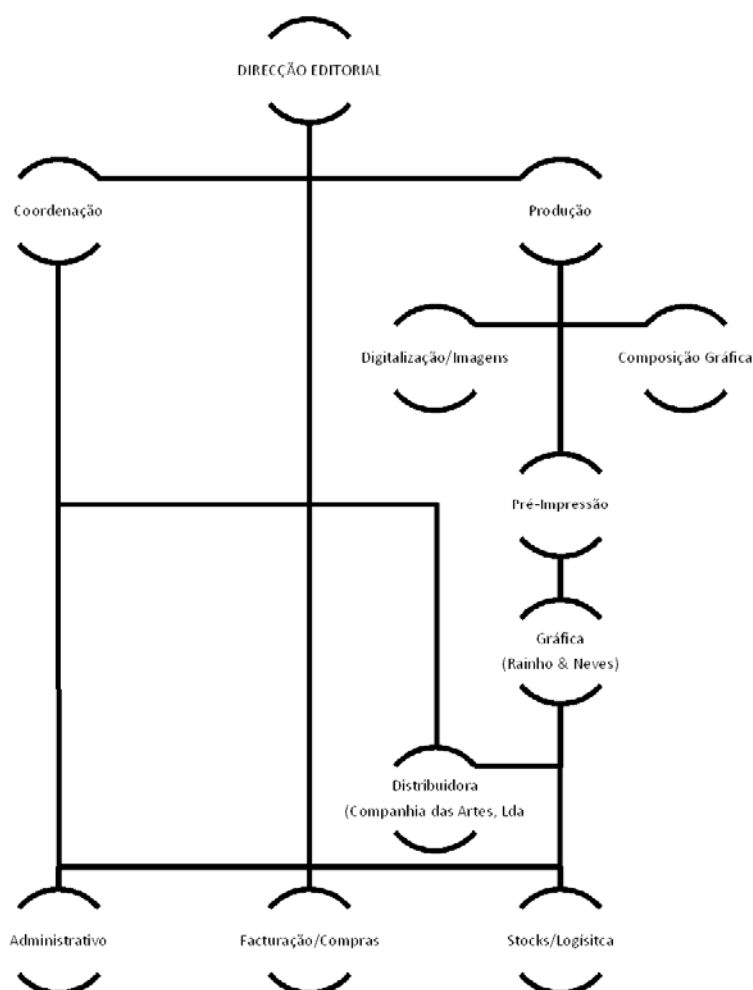 DIRECÇÃO EDITORIAL
Coordenação
Produção
Digitalização/Imagens
Composição Gráfica
Pré-Impressão
Gráfica
(Rainho & Neves)
Distribuidora
(Companhia das Artes, Lda
Administrativo
Facturação/Compras
Stocks/Logísitca